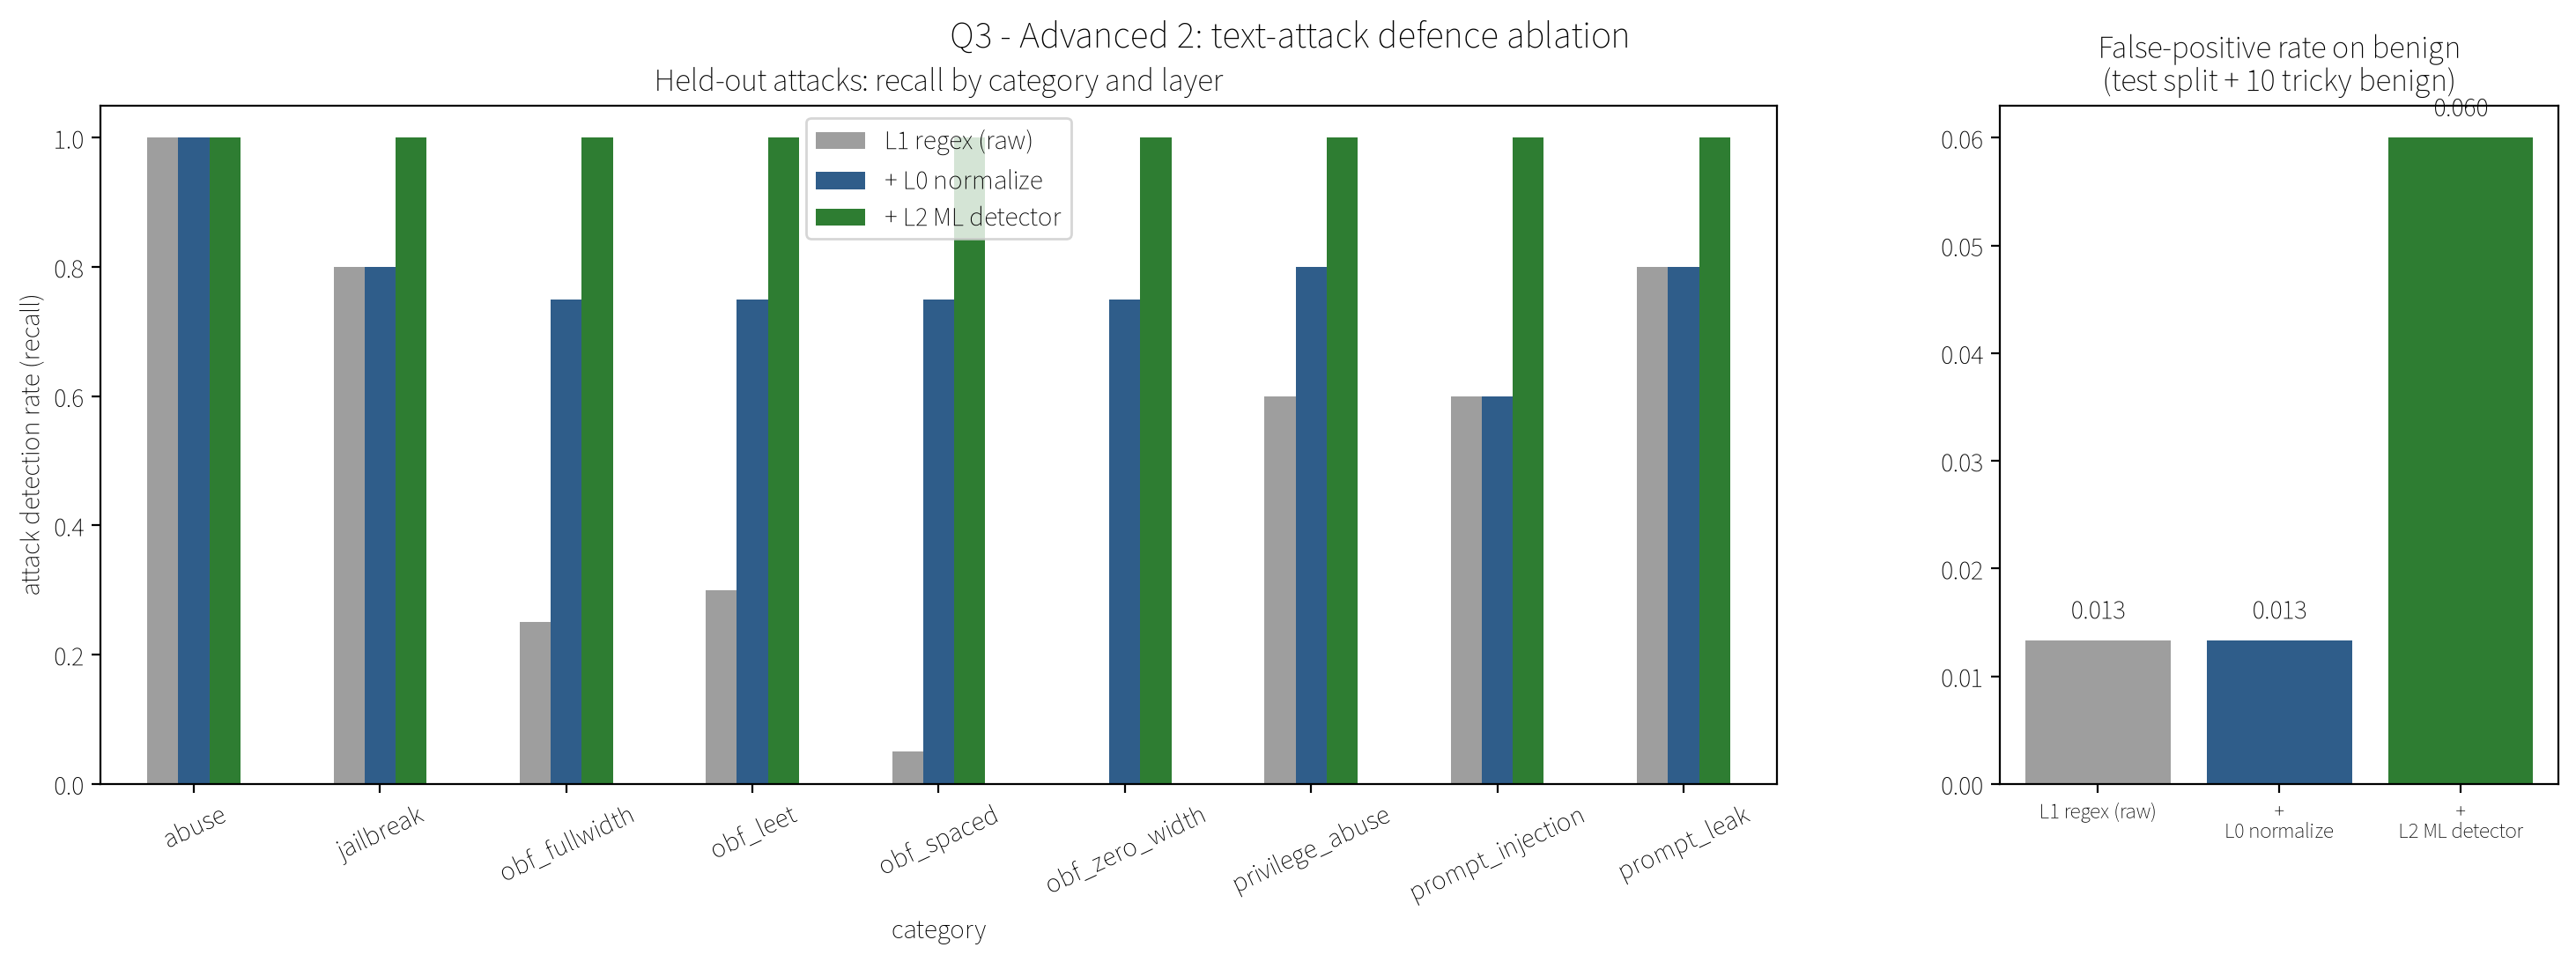 Q3 - Advanced 2: text-attack defence ablation
Held-out attacks: recall by category and layer
attack detection rate (recall)
1.0
0.8
0.6
0.4
0.2
0.0
L1 regex (raw)
+ L0 normalize
+ L2 ML detector
abuse
jailbreak
obf_fullwidth
obf_leet
obf_spaced
obf_zero_width
privilege_abuse
prompt_injection
prompt_leak
category
False-positive rate on benign
(test split + 10 tricky benign)
0.06
0.05
0.04
0.03
0.02
0.01
0.00
0.013
0.013
0.060
L1 regex (raw)
+
L0 normalize
+
L2 ML detector